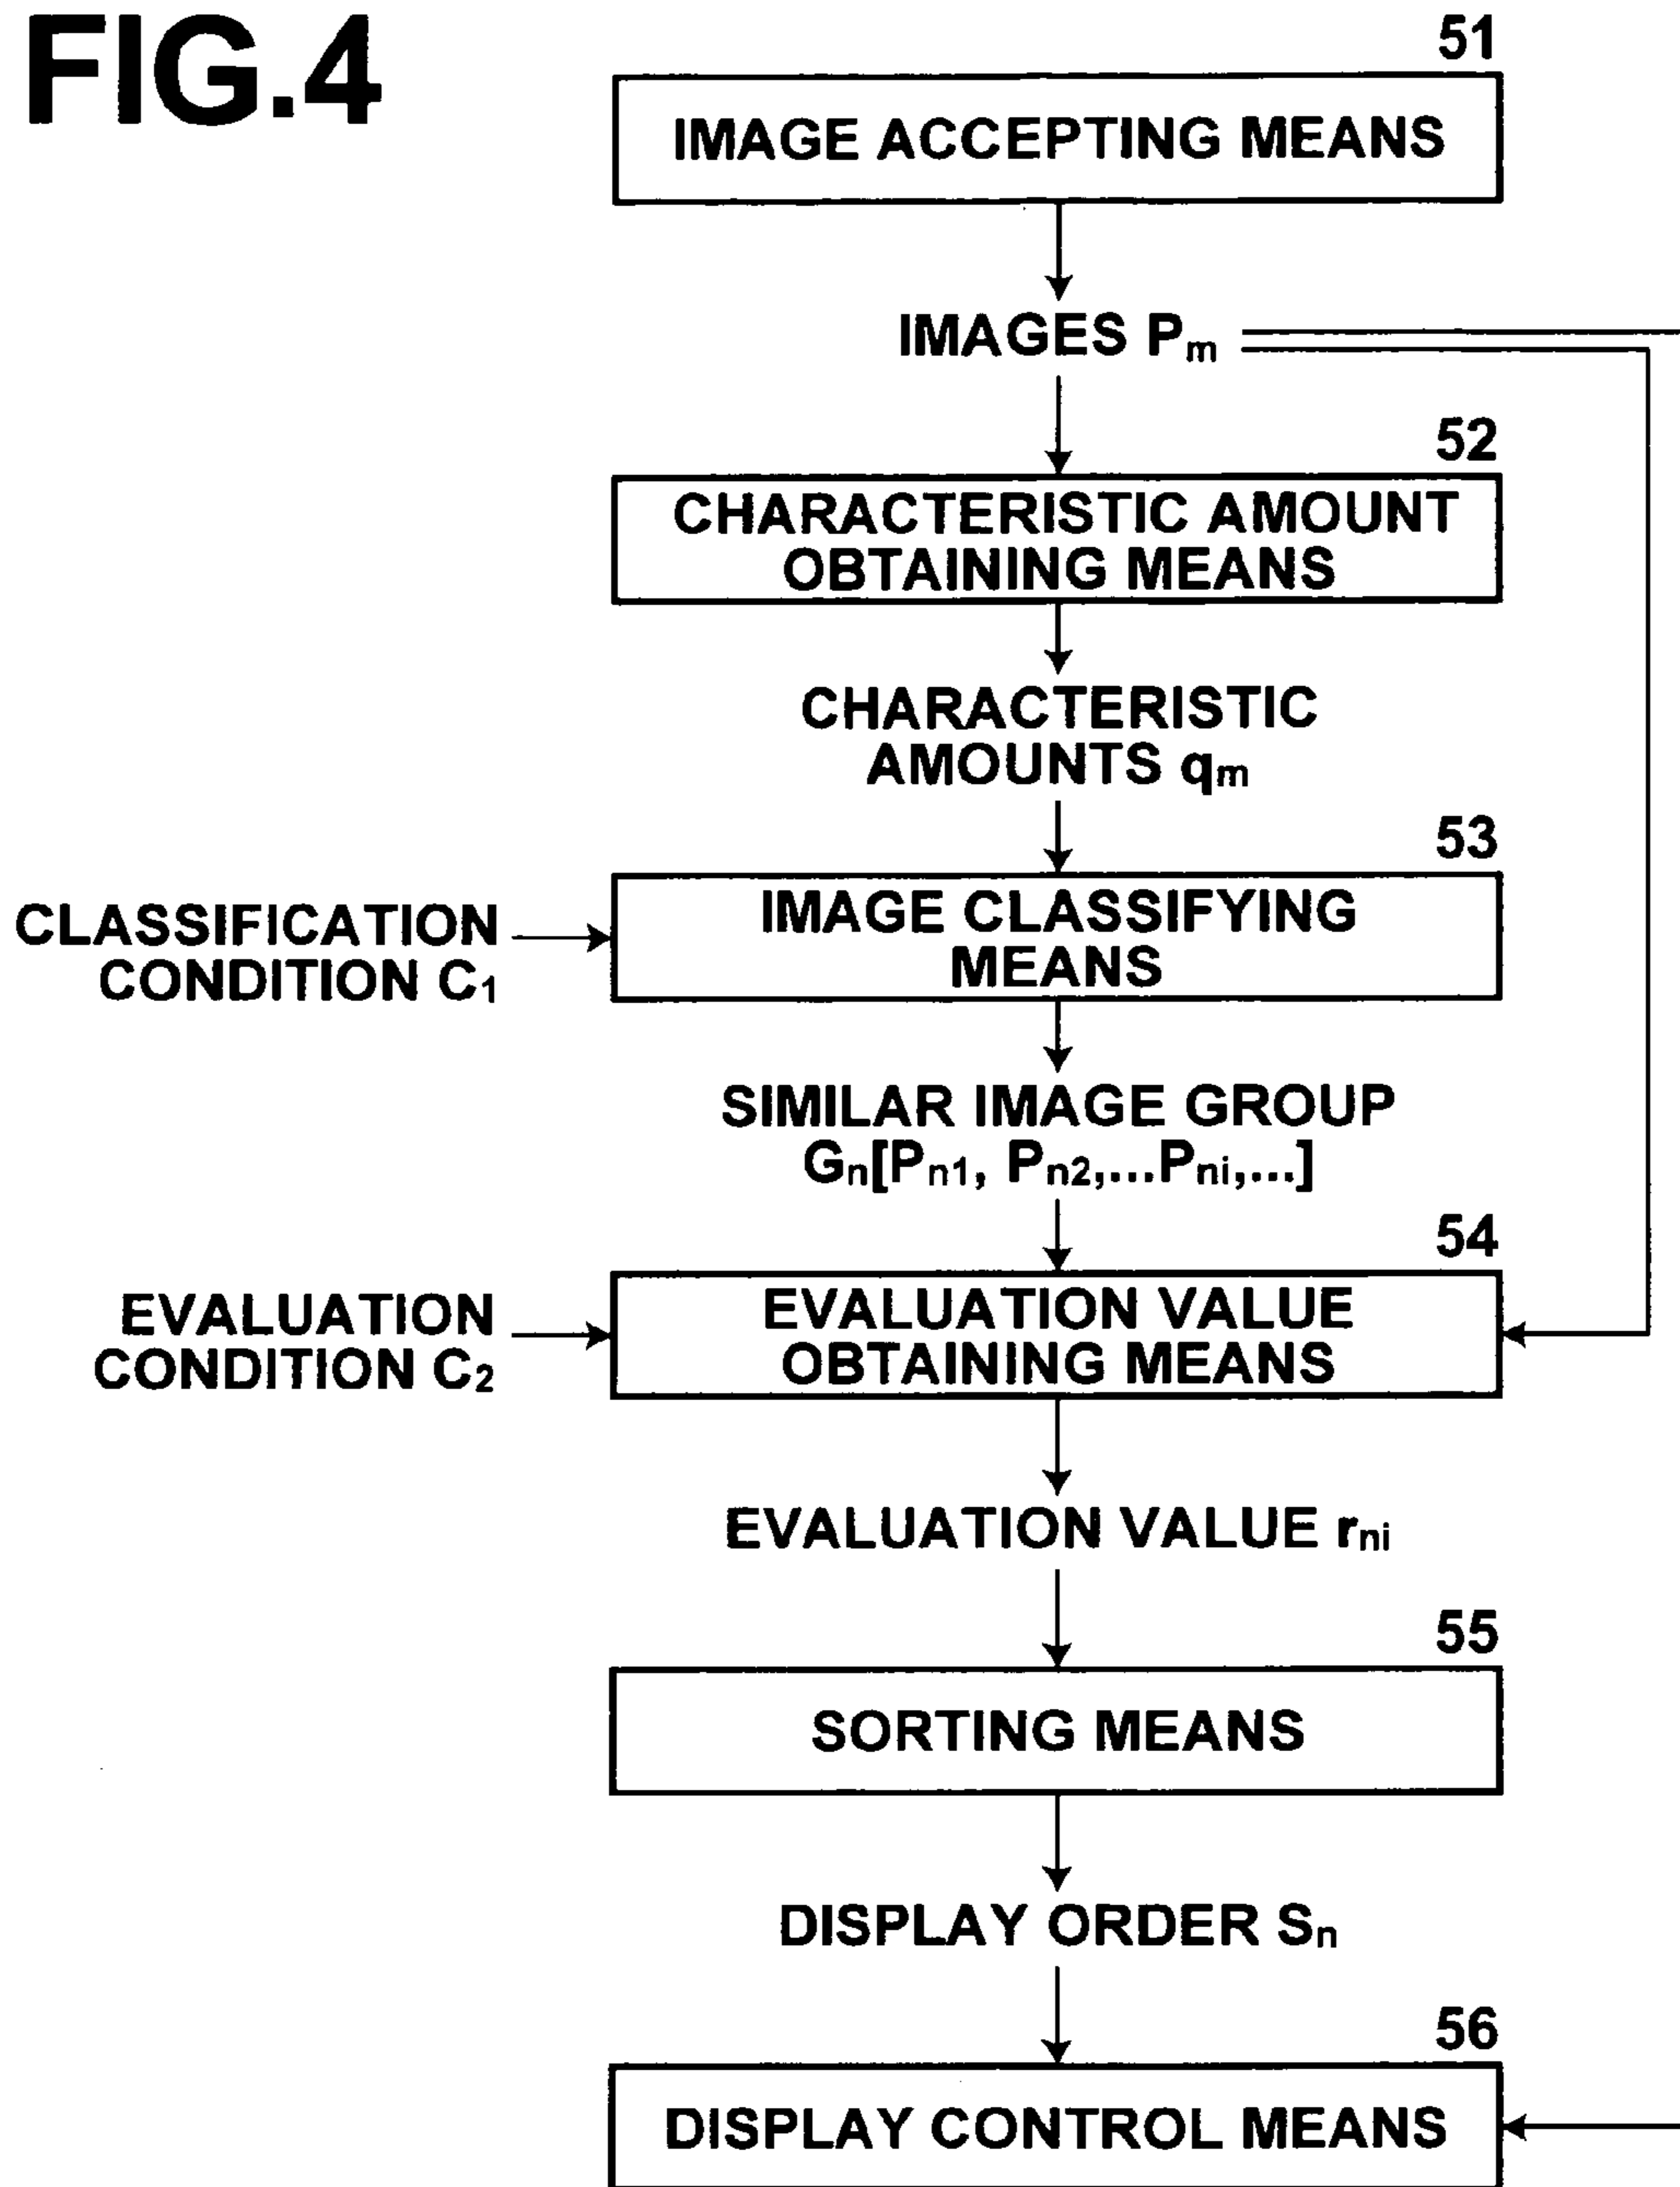 FIG.4
51
IMAGE ACCEPTING MEANS
IMAGES Pm
52
CHARACTERISTIC AMOUNT
OBTAINING MEANS
CHARACTERISTIC
AMOUNTS qm
53
IMAGE CLASSIFYING
MEANS
CLASSIFICATION
CONDITION C1
SIMILAR IMAGE GROUP
Gn[Pn1, Pn2,...Pni,...]
54
EVALUATION VALUE
OBTAINING MEANS
EVALUATION
CONDITION C2
EVALUATION VALUE rni
55
SORTING MEANS
DISPLAY ORDER Sn
56
DISPLAY CONTROL MEANS